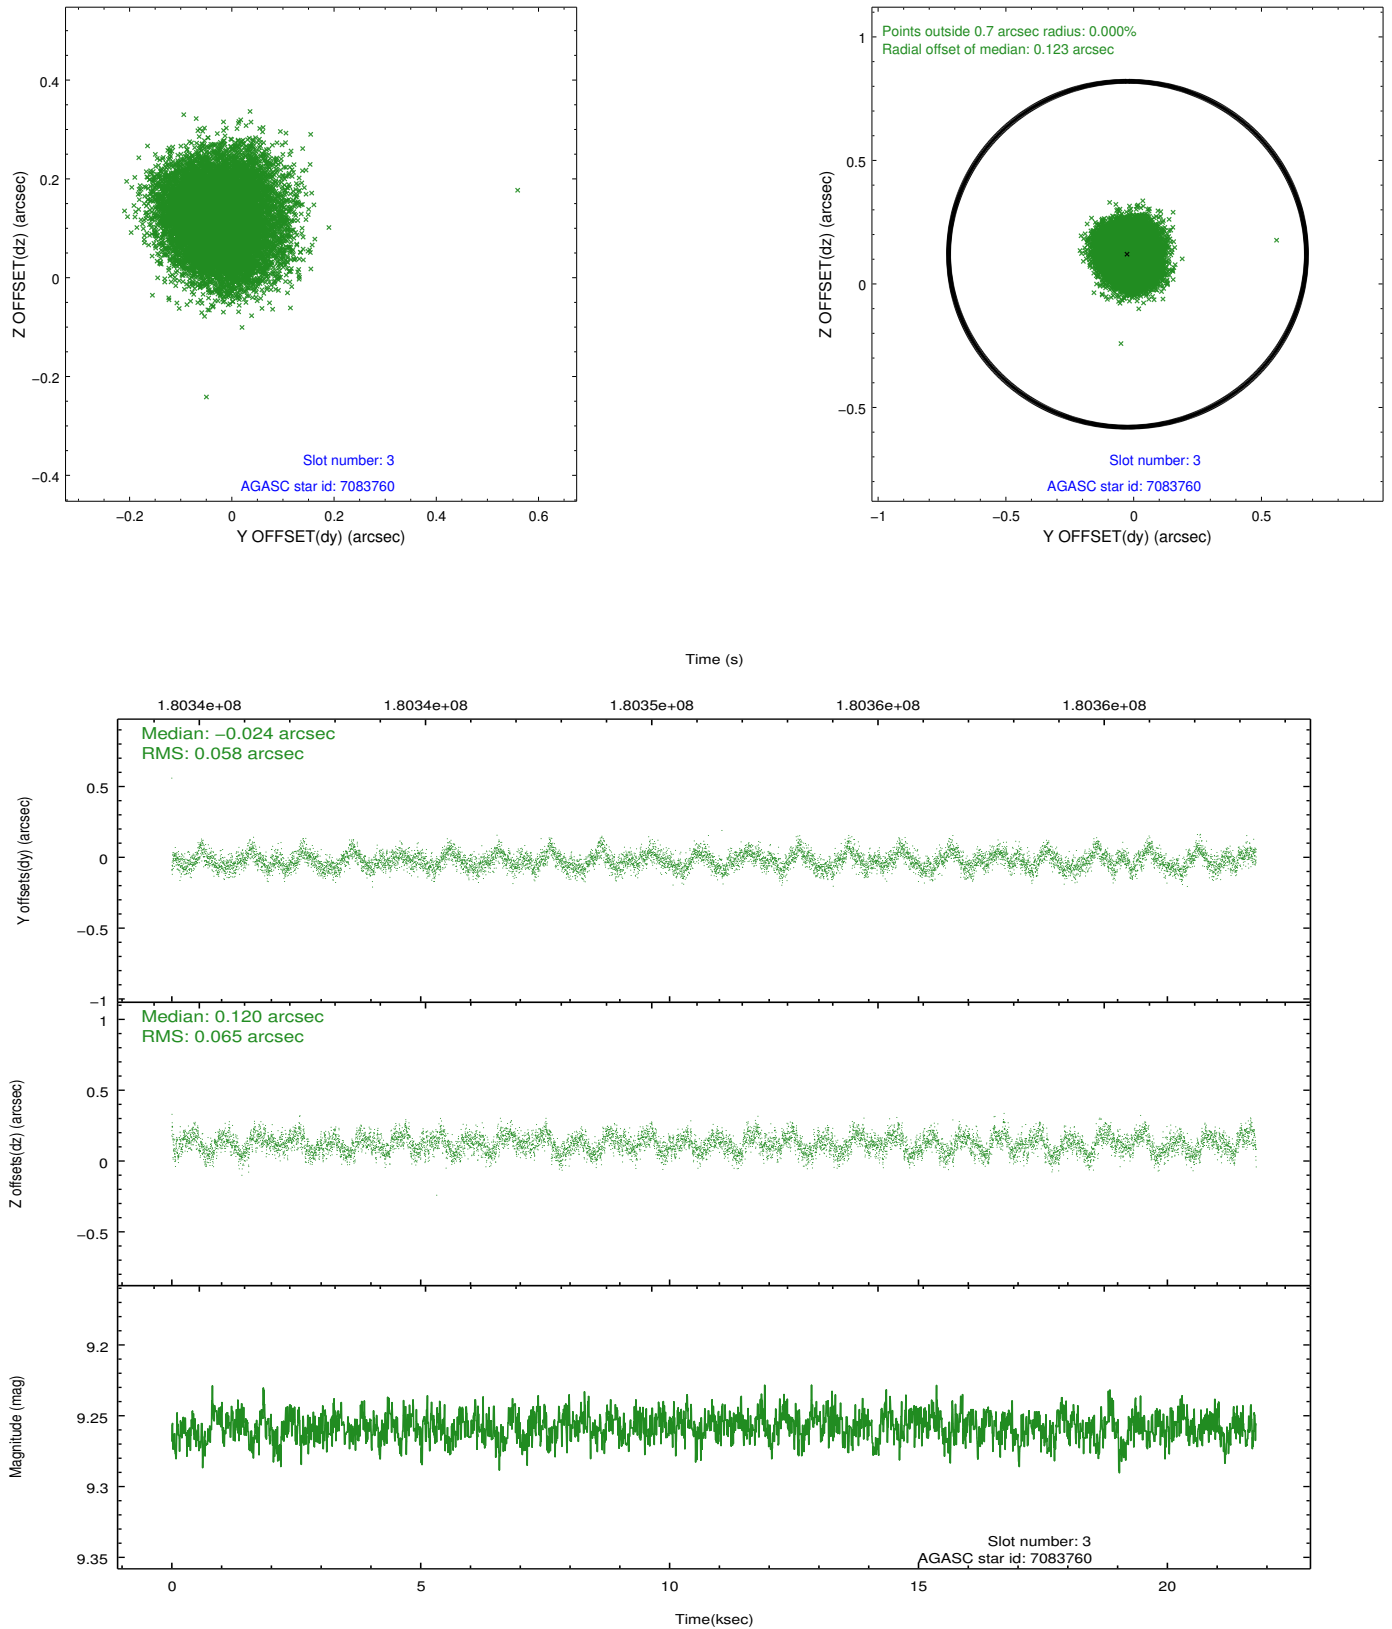 0.4
0.2
0
−0.2
−0.4
Z OFFSET(dz) (arcsec)
Slot number: 3
AGASC star id: 7083760
−0.2 0 0.2 0.4 0.6
Y OFFSET(dy) (arcsec)
Points outside 0.7 arcsec radius: 0.000%
Radial offset of median: 0.123 arcsec
1
0.5
0
−0.5
Z OFFSET(dz) (arcsec)
Slot number: 3
AGASC star id: 7083760
−1 −0.5 0 0.5
Y OFFSET(dy) (arcsec)
Time (s)
1.8034e+08 1.8034e+08 1.8035e+08 1.8036e+08 1.8036e+08
Median: −0.024 arcsec
RMS: 0.058 arcsec
0.5
0
−0.5
−1
Y offsets(dy) (arcsec)
Median: 0.120 arcsec
RMS: 0.065 arcsec
1
0.5
0
−0.5
Z offsets(dz) (arcsec)
9.2
9.25
9.3
9.35
Magnitude (mag)
Slot number: 3
AGASC star id: 7083760
0 5 10 15 20
Time(ksec)